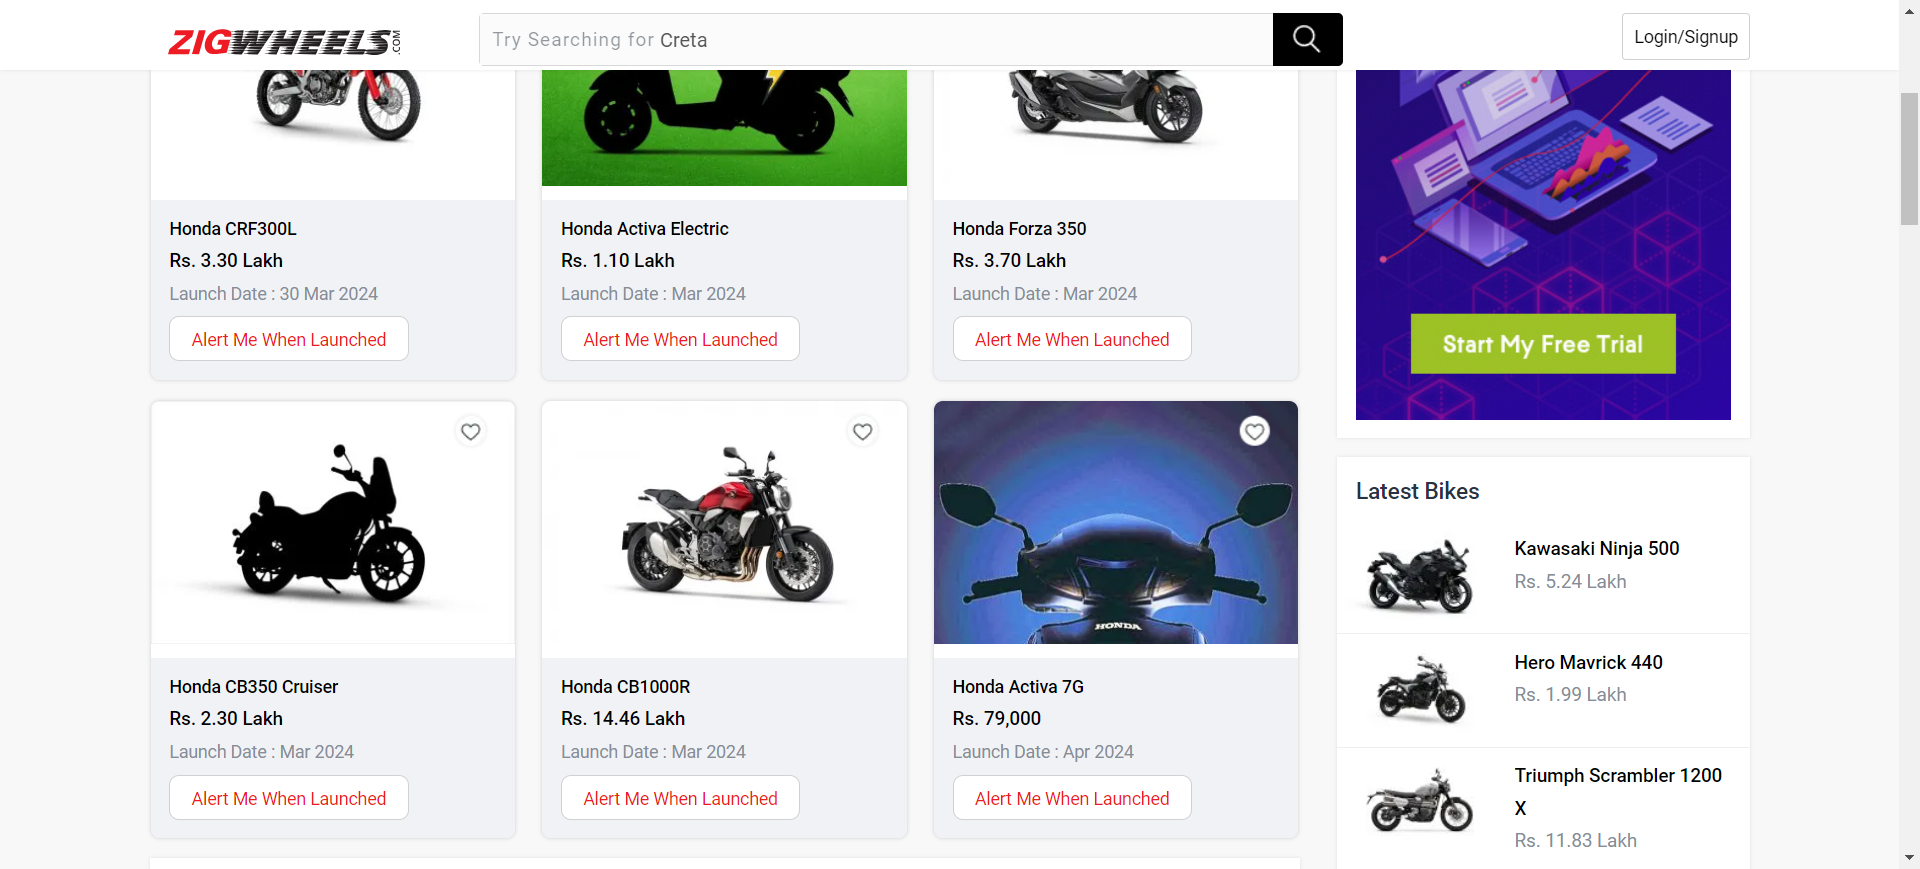 ZIGWHEELS.COM
Try Searching for Creta
Login/Signup
Honda CRF300L
Rs. 3.30 Lakh
Launch Date : 30 Mar 2024
Alert Me When Launched
Honda Activa Electric
Rs. 1.10 Lakh
Launch Date : Mar 2024
Alert Me When Launched
Honda Forza 350
Rs. 3.70 Lakh
Launch Date : Mar 2024
Alert Me When Launched
Start My Free Trial
HONDA
Honda CB350 Cruiser
Rs. 2.30 Lakh
Launch Date : Mar 2024
Alert Me When Launched
Honda CB1000R
Rs. 14.46 Lakh
Launch Date : Mar 2024
Alert Me When Launched
Honda Activa 7G
Rs. 79,000
Launch Date : Apr 2024
Alert Me When Launched
Latest Bikes
Kawasaki Ninja 500
Rs. 5.24 Lakh
Hero Mavrick 440
Rs. 1.99 Lakh
Triumph Scrambler 1200
X
Rs. 11.83 Lakh